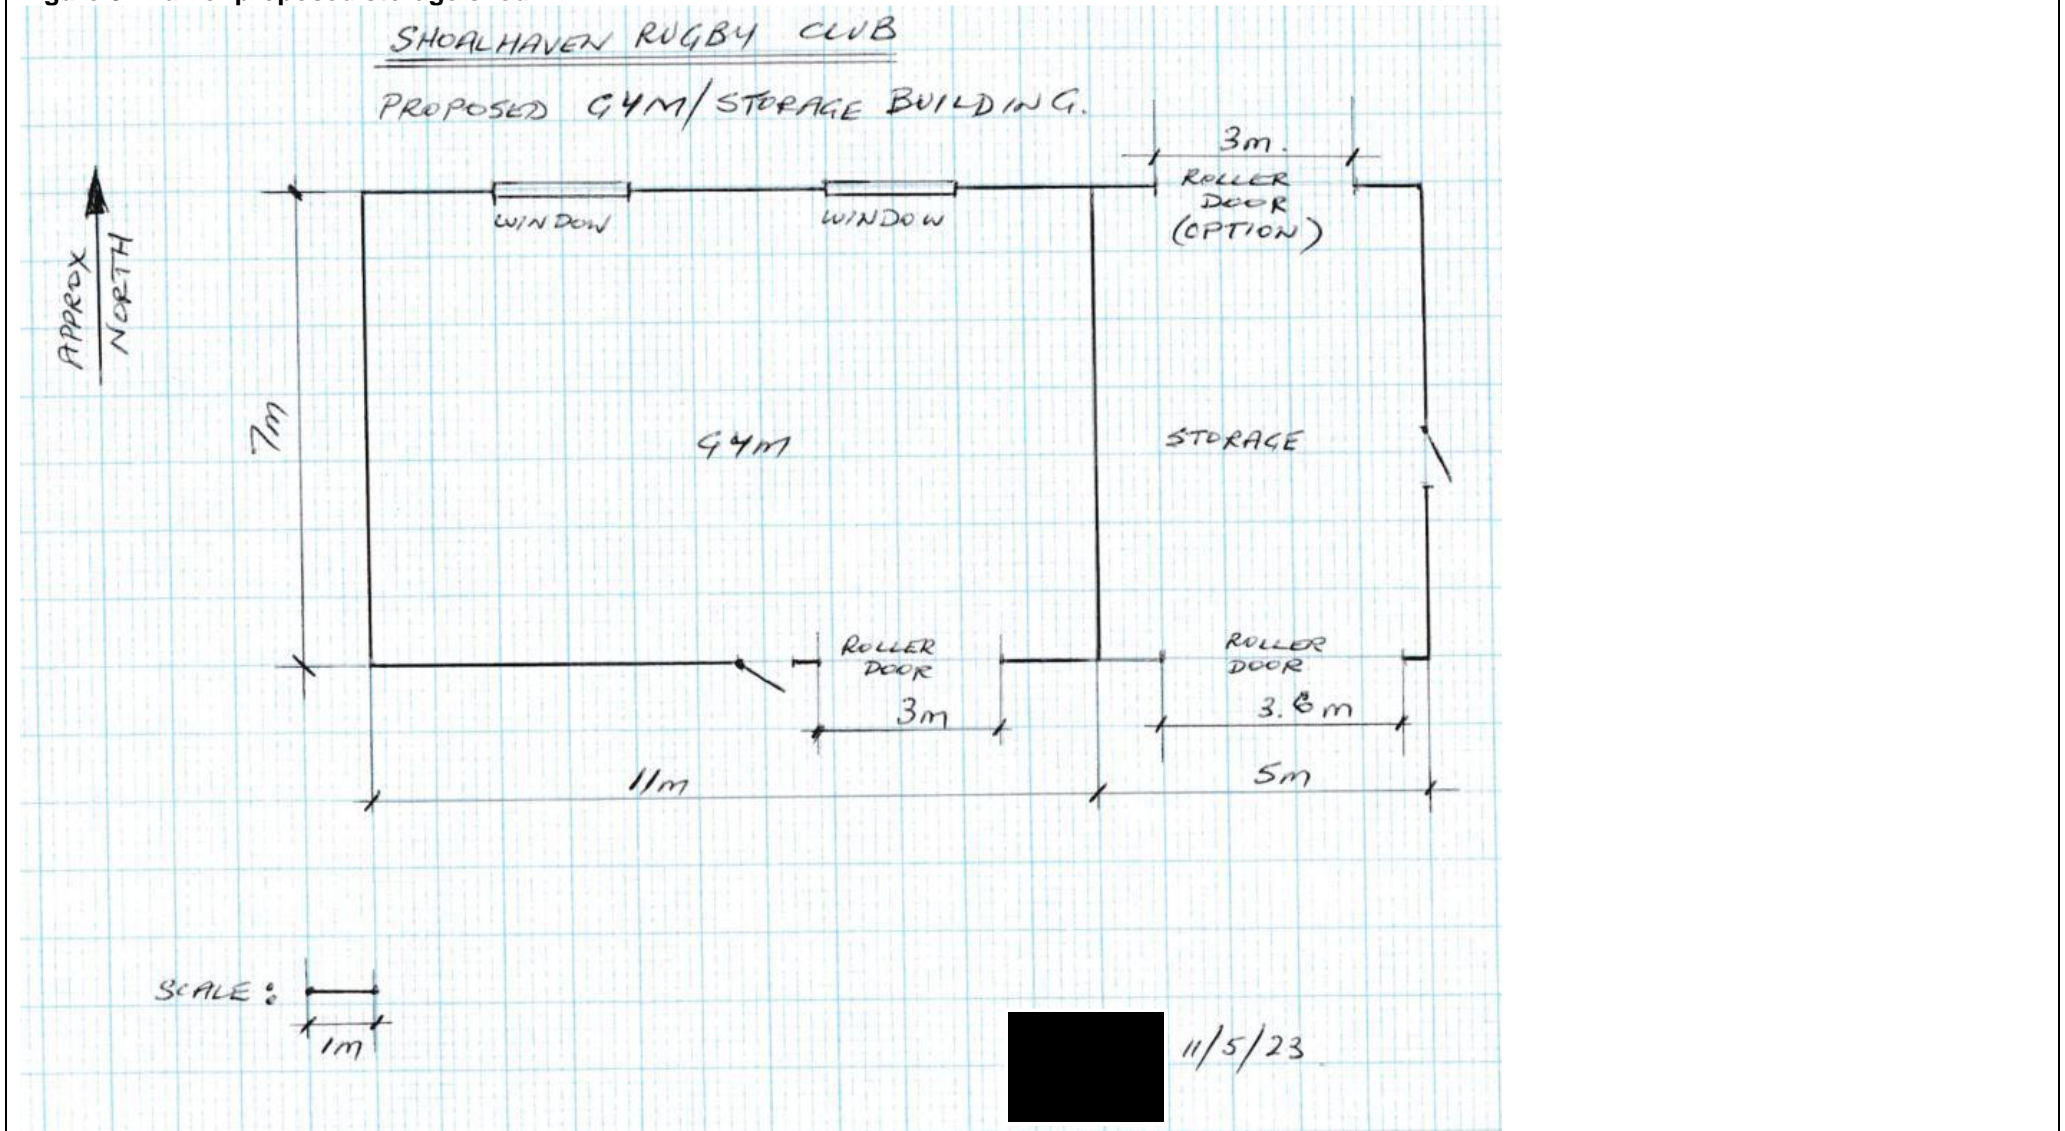 SHOALHAVEN RUGBY CLUB
PROPOSED GYM/STORAGE BUILDING.
3m.
ROLLER
DOOR
(OPTION)
WINDOW
WINDOW
APPROX
NORTH
7m
GYM
STORAGE
ROLLER
DOOR
3m
ROLLER
DOOR
3.6m
11m
5m
SCALE:
1m
11/5/23